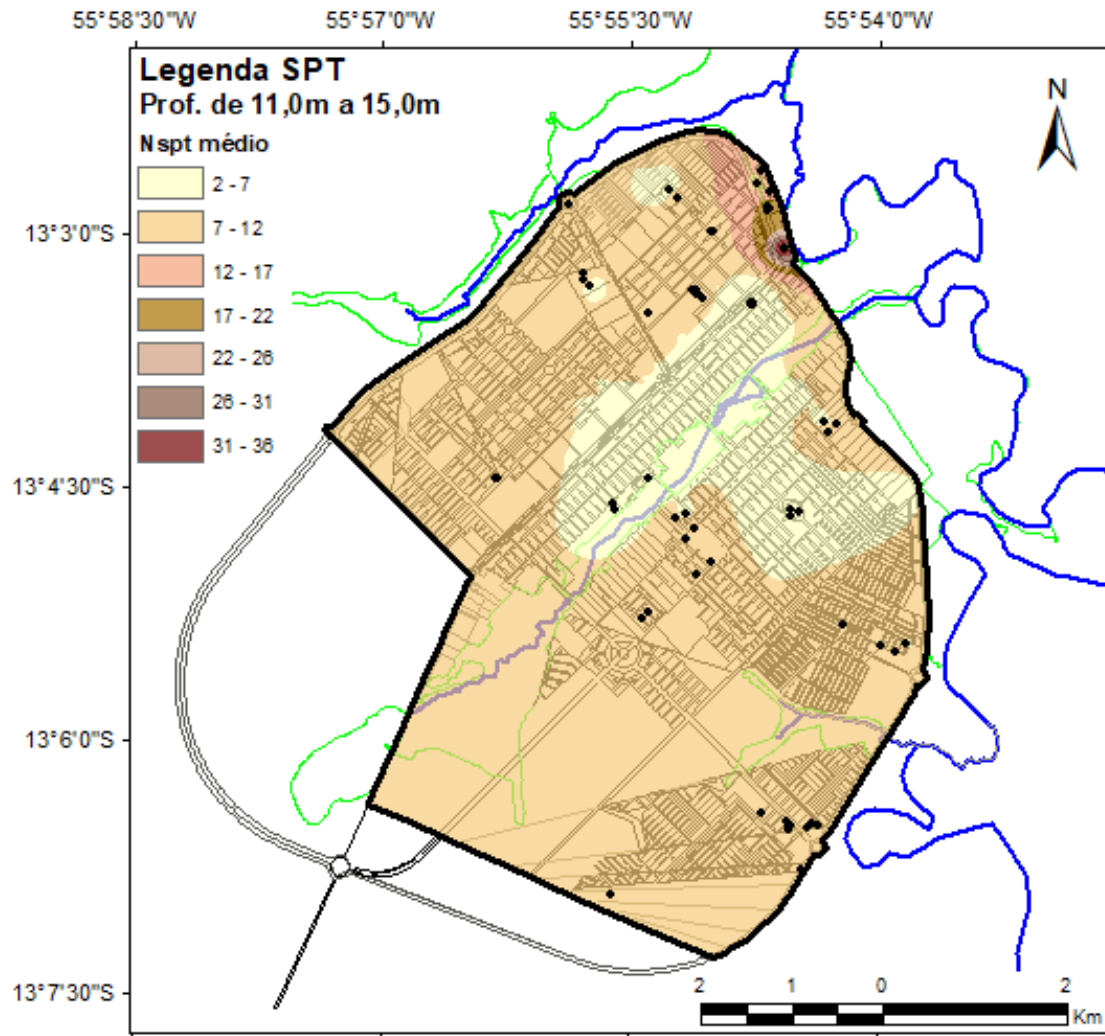 55°58'30"W 55°57'0"W 55°55'30"W 55°54'0"W
Legenda SPT
Prof. de 11,0m a 15,0m
Nspt médio
2 - 7
7 - 12
12 - 17
17 - 22
22 - 26
26 - 31
31 - 36
N
13°3'0"S
13°4'30"S
13°6'0"S
13°7'30"S
2 1 0 2
Km